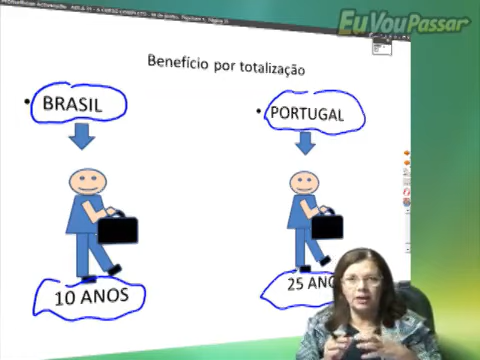 EuVouPassar
Benefício por totalização
• BRASIL
• PORTUGAL
10 ANOS
25 ANO